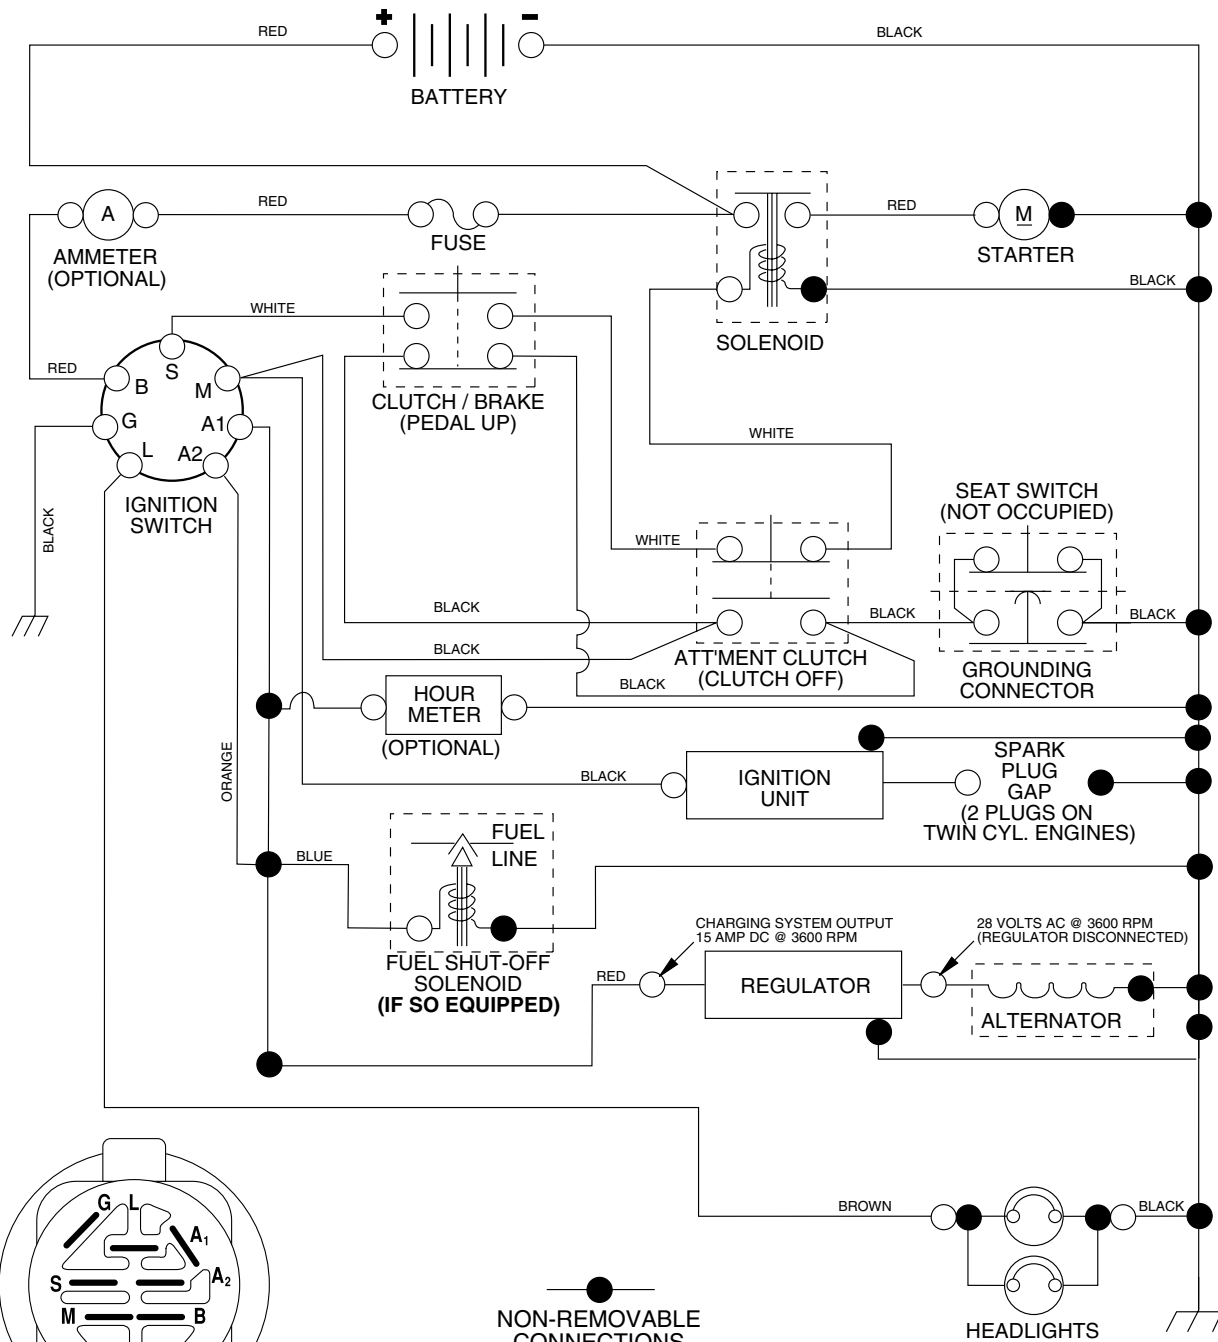 + -
RED
BLACK
BATTERY
RED
A
FUSE
RED
M
AMMETER
(OPTIONAL)
STARTER
BLACK
WHITE
SOLENOID
RED
S
B
M
G
A1
L
A2
CLUTCH / BRAKE
(PEDAL UP)
WHITE
IGNITION
SWITCH
BLACK
SEAT SWITCH
(NOT OCCUPIED)
WHITE
BLACK
BLACK
BLACK
BLACK
ATT'MENT CLUTCH
(CLUTCH OFF)
BLACK
GROUNDING
CONNECTOR
HOUR
METER
(OPTIONAL)
ORANGE
BLACK
IGNITION
UNIT
SPARK
PLUG
GAP
(2 PLUGS ON
TWIN CYL. ENGINES)
BLUE
FUEL
LINE
FUEL SHUT-OFF
SOLENOID
(IF SO EQUIPPED)
CHARGING SYSTEM OUTPUT
15 AMP DC @ 3600 RPM
28 VOLTS AC @ 3600 RPM
(REGULATOR DISCONNECTED)
RED
REGULATOR
ALTERNATOR
BROWN
BLACK
G L
A1
S
A2
M
B
HEADLIGHTS
NON-REMOVABLE
CONNECTIONS